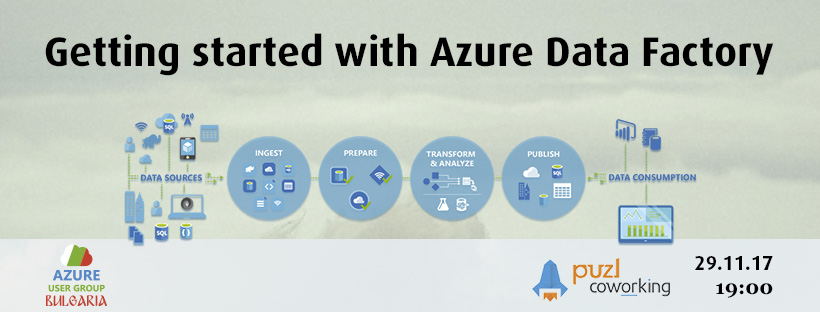 Getting started with Azure Data Factory
SQL
DATA SOURCES
SQL
INGEST
PREPARE
TRANSFORM
& ANALYZE
PUBLISH
SQL
DATA CONSUMPTION
AZURE
USER GROUP
BULGARIA
puzl
coworking
29.11.17
19:00